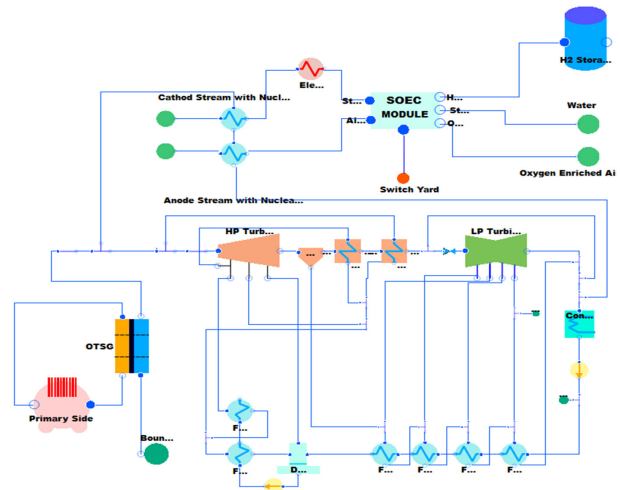 H2 Stora...
Ele...
Cathod Stream with Nucl...
St...
SOEC
MODULE
H...
St...
Water
Al...
O...
Oxygen Enriched Ai
Switch Yard
Anode Stream with Nuclea...
HP Turb...
LP Turbi...
...
...
...
...
...
...
Con...
OTSG
Primary Side
Boun...
...
F...
F...
D...
F...
F...
F...
F...